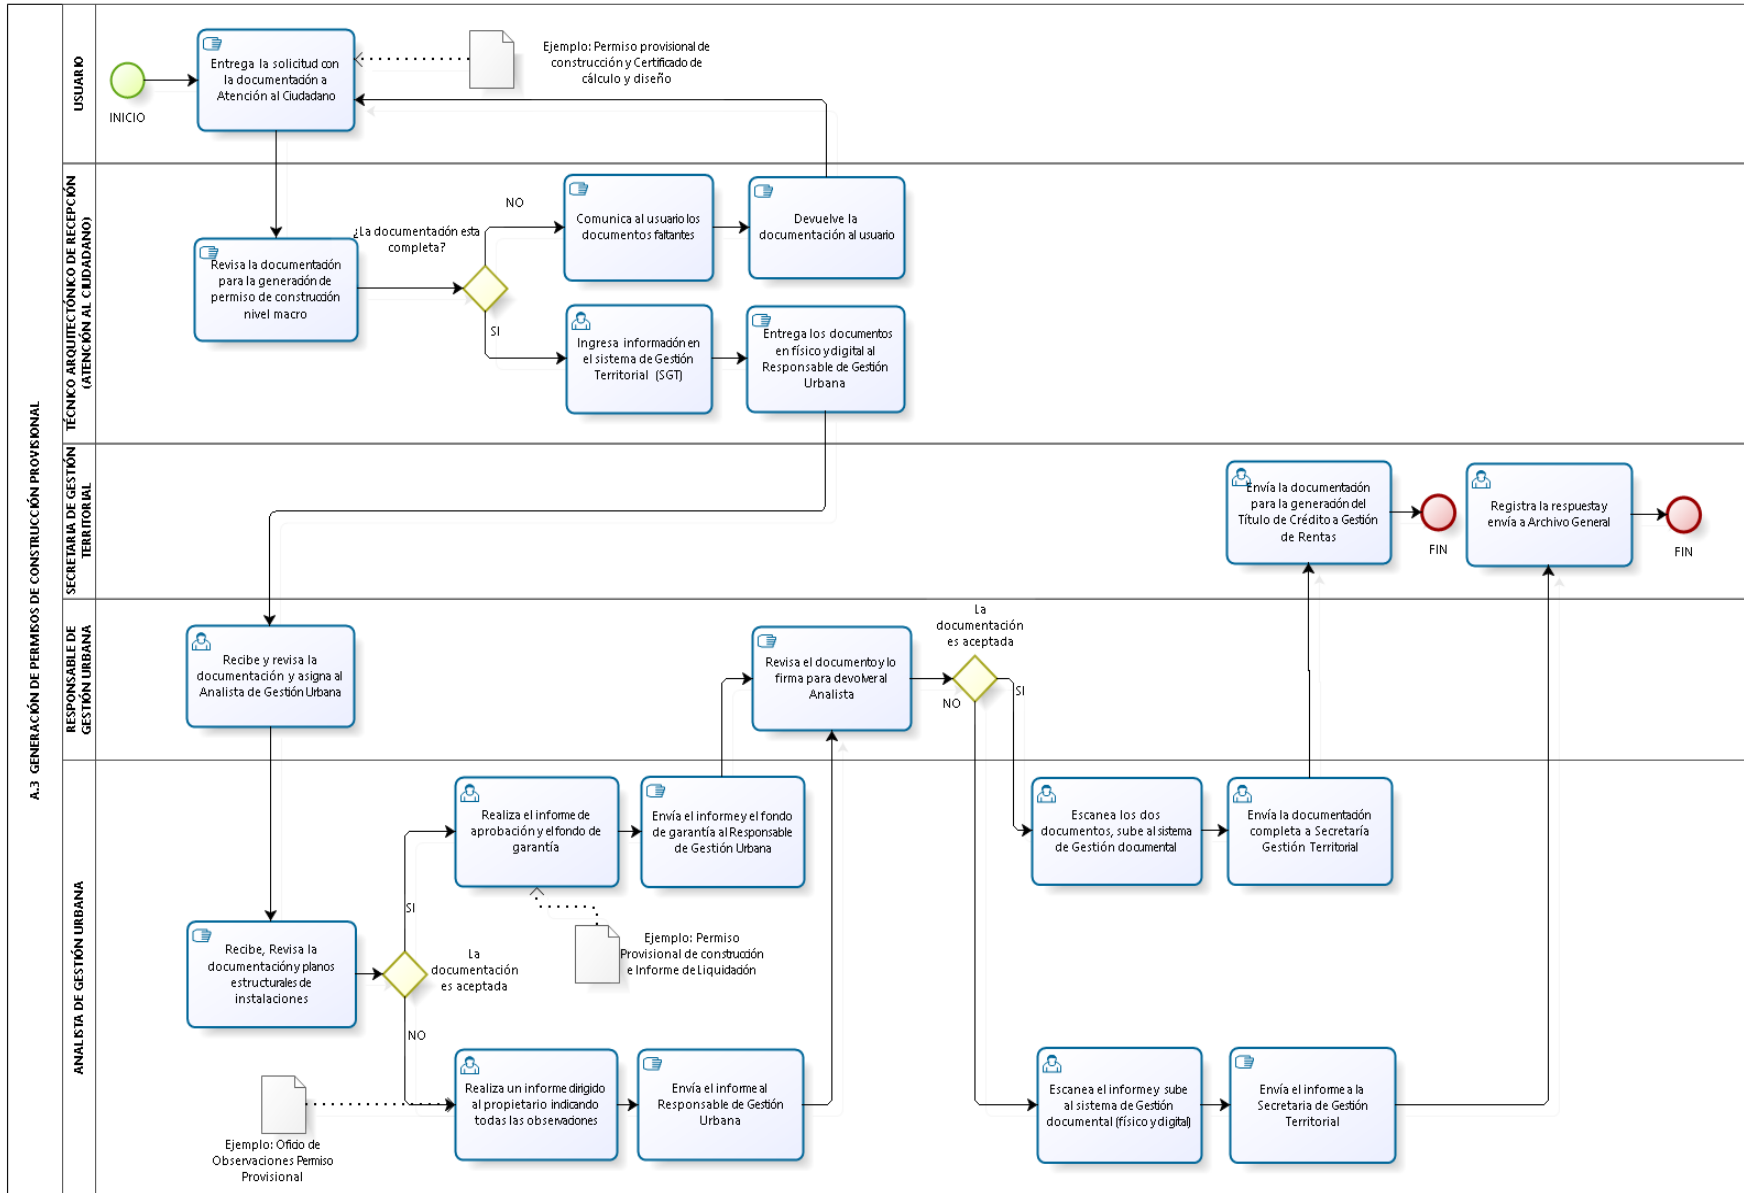 A.3 GENERACIÓN DE PERMISOS DE CONSTRUCCIÓN PROVISIONAL
USUARIO
INICIO
Entrega la solicitud con
la documentación a
Atención al Ciudadano
Ejemplo: Permiso provisional de
construcción y Certificado de
cálculo y diseño
TÉCNICO ARQUITECTÓNICO DE RECEPCIÓN
(ATENCIÓN AL CIUDADANO)
Revisa la documentación
para la generación de
permiso de construcción
nivel macro
¿La documentación esta
completa?
NO
SI
Comunica al usuario los
documentos faltantes
Devuelve la
documentación al usuario
Ingresa información en
el sistema de Gestión
Territorial (SGT)
Entrega los documentos
en físico y digital al
Responsable de Gestión
Urbana
SECRETARIA DE GESTIÓN
TERRITORIAL
Envía la documentación
para la generación del
Título de Crédito a Gestión
de Rentas
FIN
Registra la respuesta y
envía a Archivo General
FIN
RESPONSABLE DE
GESTIÓN URBANA
Recibe y revisa la
documentación y asigna al
Analista de Gestión Urbana
Revisa el documento y lo
firma para devolver al
Analista
La
documentación
es aceptada
NO
SI
ANALISTA DE GESTIÓN URBANA
Recibe, Revisa la
documentación y planos
estructurales de
instalaciones
La
documentación
es aceptada
SI
NO
Realiza el informe de
aprobación y el fondo de
garantía
Envía el informe y el fondo
de garantía al Responsable
de Gestión Urbana
Ejemplo: Permiso
Provisional de construcción
e Informe de Liquidación
Escanea los dos
documentos, sube al sistema
de Gestión documental
Envía la documentación
completa a Secretaría
Gestión Territorial
Ejemplo: Oficio de
Observaciones Permiso
Provisional
Realiza un informe dirigido
al propietario indicando
todas las observaciones
Envía el informe al
Responsable de Gestión
Urbana
Escanea el informe y sube
al sistema de Gestión
documental (físico y digital)
Envía el informe a la
Secretaria de Gestión
Territorial